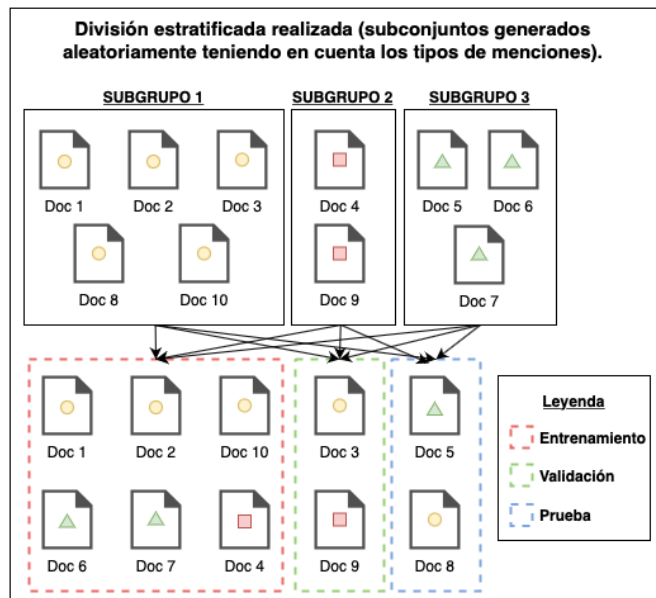 División estratificada realizada (subconjuntos generados
aleatoriamente teniendo en cuenta los tipos de menciones).
SUBGRUPO 1 SUBGRUPO 2 SUBGRUPO 3
Doc 1 Doc 2 Doc 3 Doc 4 Doc 5 Doc 6
Doc 8 Doc 10 Doc 9 Doc 7
Doc 1 Doc 2 Doc 10 Doc 3 Doc 5
Doc 6 Doc 7 Doc 4 Doc 9 Doc 8
Leyenda
Entrenamiento
Validación
Prueba